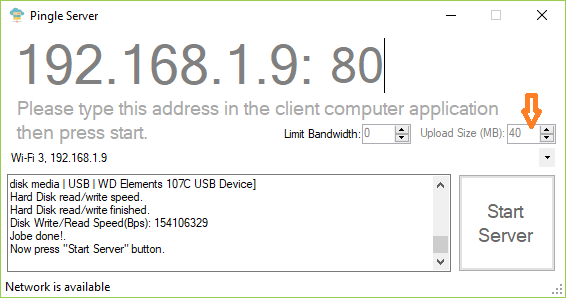 Pingle Server
192.168.1.9: 80
Please type this address in the client computer application
then press start.
Limit Bandwidth: 0
Upload Size (MB): 40
Wi-Fi 3, 192.168.1.9
disk media | USB | WD Elements 107C USB Device]
Hard Disk read/write speed.
Hard Disk read/write finished.
Disk Write/Read Speed(Bps): 154106329
Jobe done!.
Now press "Start Server" button.
Start
Server
Network is available